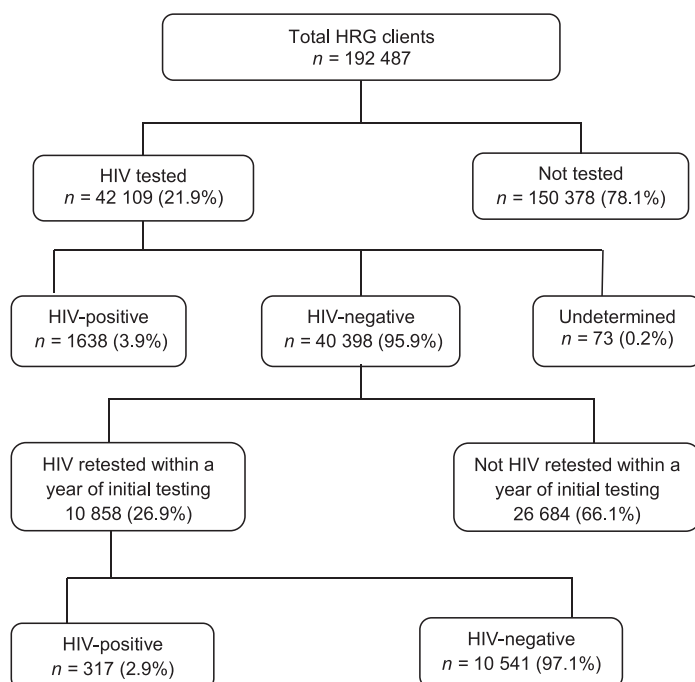 Total HRG clients
n = 192 487
HIV tested
n = 42 109 (21.9%)
Not tested
n = 150 378 (78.1%)
HIV-positive
n = 1638 (3.9%)
HIV-negative
n = 40 398 (95.9%)
Undetermined
n = 73 (0.2%)
HIV retested within a
year of initial testing
10 858 (26.9%)
Not HIV retested within a
year of initial testing
26 684 (66.1%)
HIV-positive
n = 317 (2.9%)
HIV-negative
n = 10 541 (97.1%)